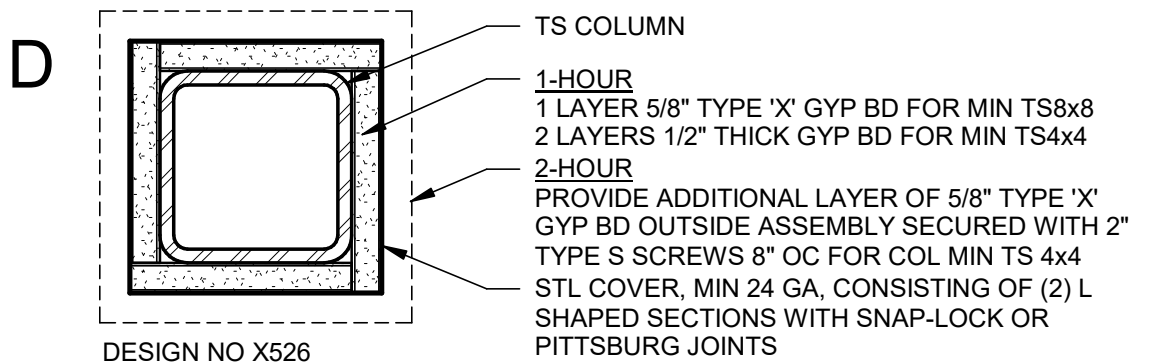 D
TS COLUMN
1-HOUR
1 LAYER 5/8" TYPE 'X' GYP BD FOR MIN TS8x8
2 LAYERS 1/2" THICK GYP BD FOR MIN TS4x4
2-HOUR
PROVIDE ADDITIONAL LAYER OF 5/8" TYPE 'X'
GYP BD OUTSIDE ASSEMBLY SECURED WITH 2"
TYPE S SCREWS 8" OC FOR COL MIN TS 4x4
STL COVER, MIN 24 GA, CONSISTING OF (2) L
SHAPED SECTIONS WITH SNAP-LOCK OR
PITTSBURG JOINTS
DESIGN NO X526